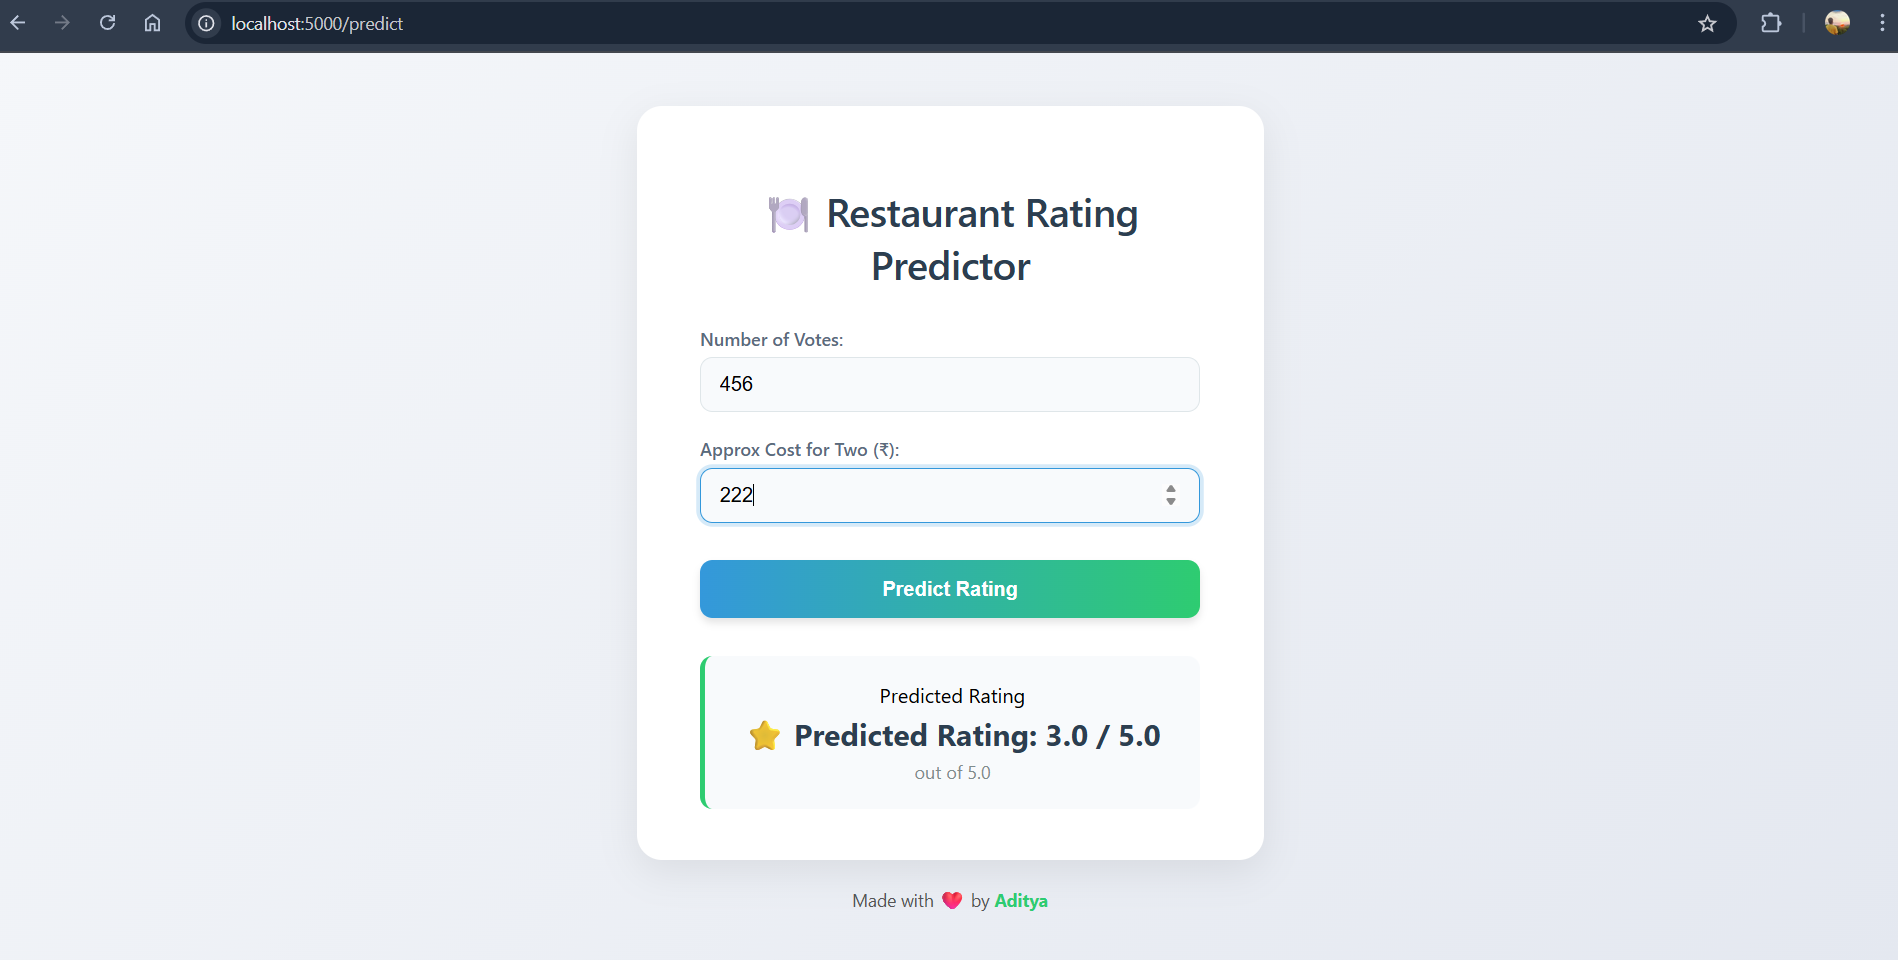 localhost:5000/predict
🍽️ Restaurant Rating
Predictor
Number of Votes:
456
Approx Cost for Two (₹):
222
Predict Rating
Predicted Rating
⭐ Predicted Rating: 3.0 / 5.0
out of 5.0
Made with ❤️ by Aditya